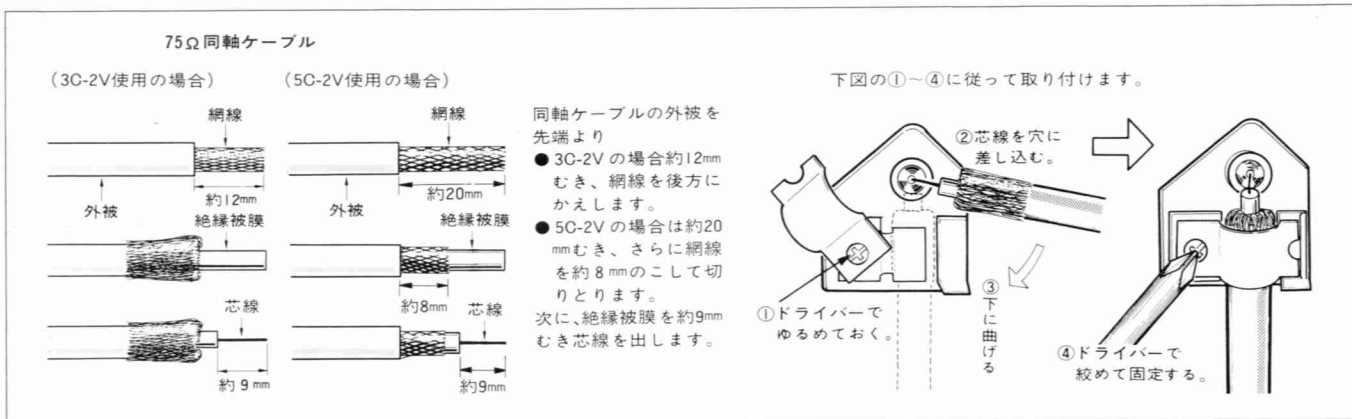 75Ω同軸ケーブル
（3C-2V使用の場合）
網線
約12mm
外被
絶縁被膜
芯線
約9mm
（5C-2V使用の場合）
網線
約20mm
外被
絶縁被膜
約8mm
芯線
約9mm
同軸ケーブルの外被を
先端より
●3C-2Vの場合約12mm
むき、網線を後方に
かえします。
●5C-2Vの場合は約20
mmむき、さらに網線
を約8mmのこして切
りとります。
次に、絶縁被膜を約9mm
むき芯線を出します。
下図の①～④に従って取り付けます。
①ドライバーで
ゆるめておく。
②芯線を穴に
差し込む。
③下に曲げる
④ドライバーで
絞めて固定する。